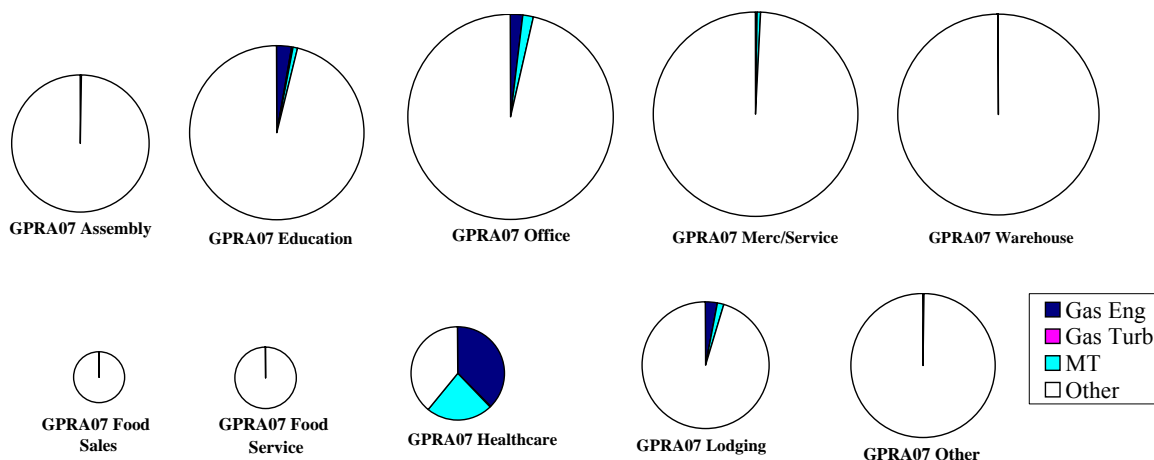 GPRA07 Assembly
GPRA07 Education
GPRA07 Office
GPRA07 Merc/Service
GPRA07 Warehouse
GPRA07 Food
Sales
GPRA07 Food
Service
GPRA07 Healthcare
GPRA07 Lodging
GPRA07 Other
Gas Eng
Gas Turb
MT
Other